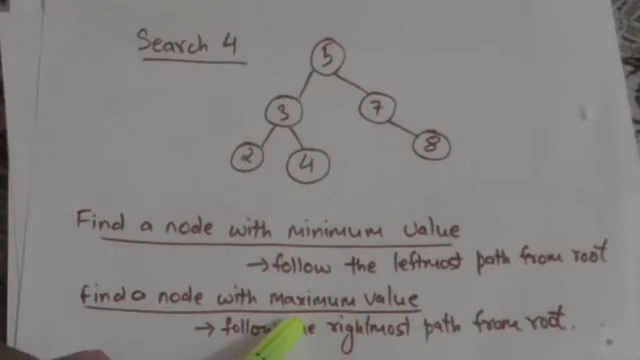 Search 4
5
3
7
2
4
8
Find a node with minimum value
→ follow the leftmost path from root
Find a node with maximum value
→ follow the rightmost path from root.